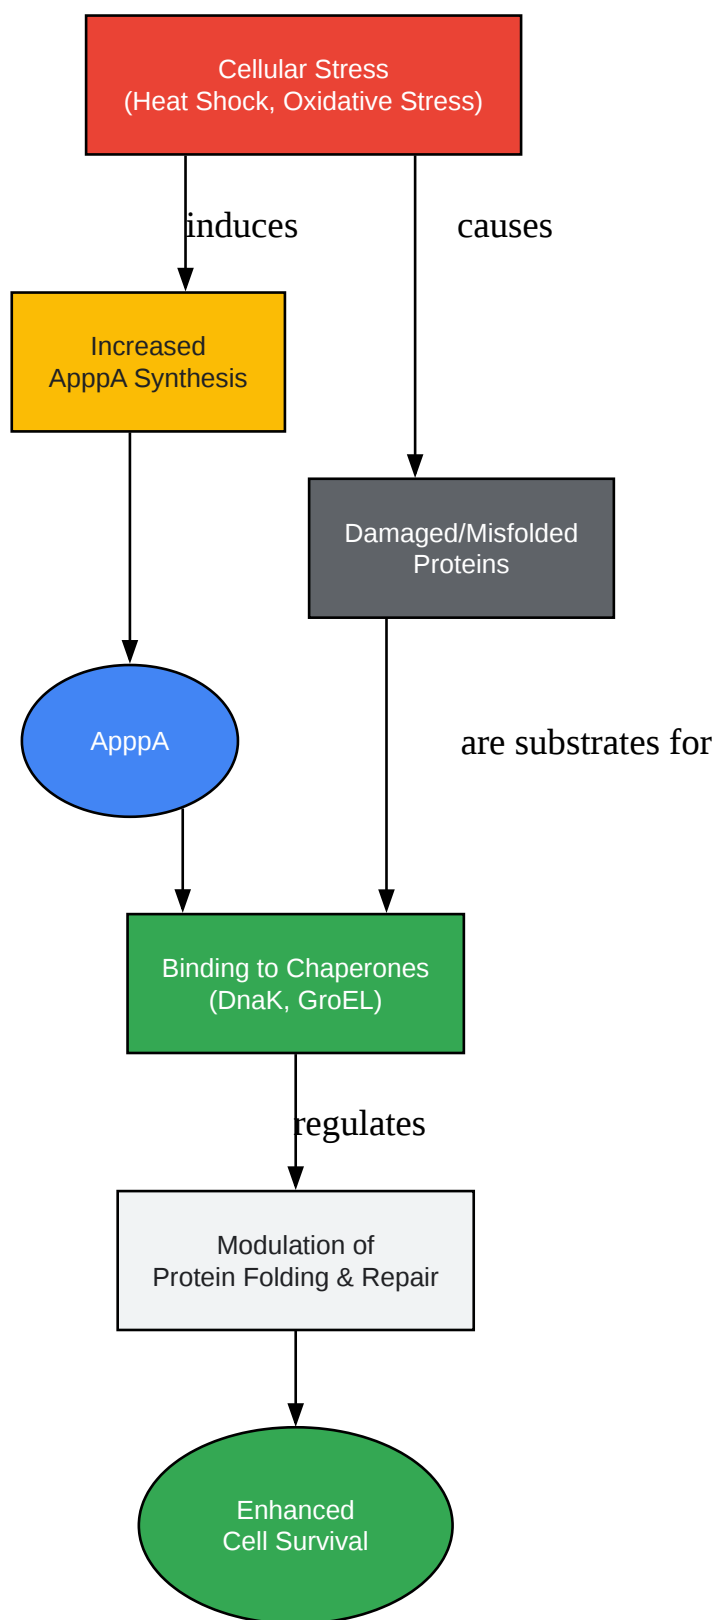 Cellular Stress
(Heat Shock, Oxidative Stress)
induces
causes
Increased
ApppA Synthesis
Damaged/Misfolded
Proteins
ApppA
are substrates for
Binding to Chaperones
(DnaK, GroEL)
regulates
Modulation of
Protein Folding & Repair
Enhanced
Cell Survival